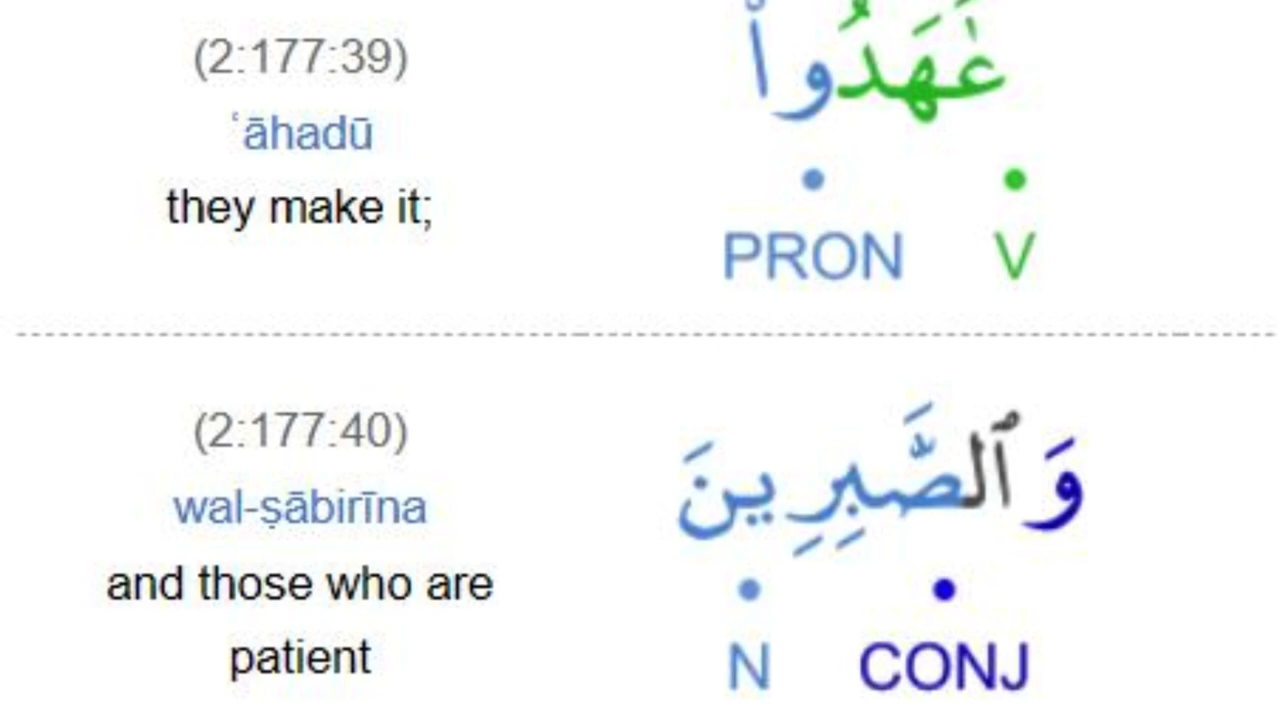 (2:177:39)
ʿāhadū
they make it;
عَٰهَدُوا۟
PRON V
(2:177:40)
wal-ṣābirīna
and those who are
patient
وَٱلصَّٰبِرِينَ
N CONJ